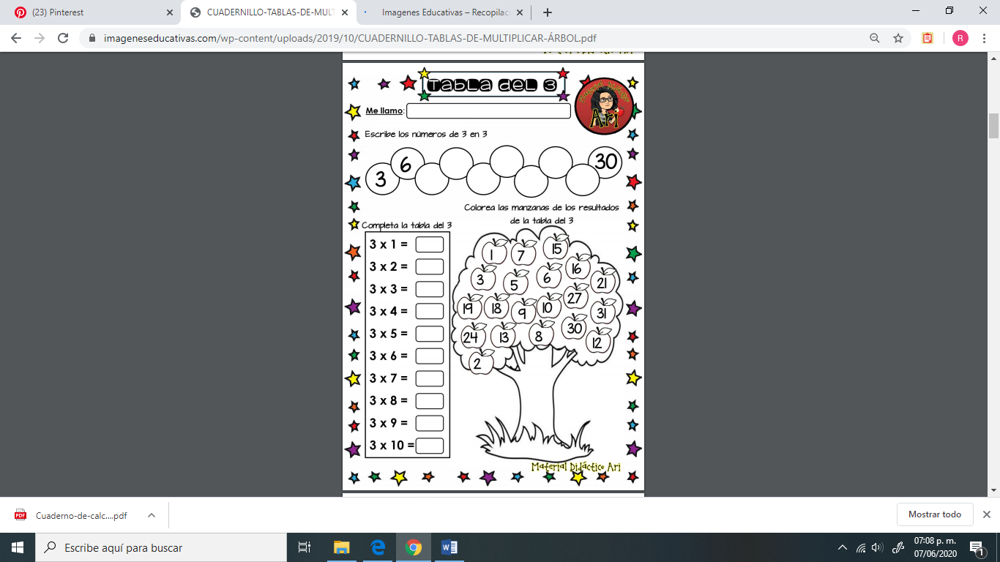 (23) Pinterest
CUADERNILLO-TABLAS-DE-MULT
Imagenes Educativas – Recopilac
imageneseducativas.com/wp-content/uploads/2019/10/CUADERNILLO-TABLAS-DE-MULTIPLICAR-ÁRBOL.pdf
R
Tabla del 3
Me llamo:
Material Didáctico
Ari
Escribe los números de 3 en 3
3 6 30
Colorea las manzanas de los resultados
de la tabla del 3
Completa la tabla del 3
3 x 1 =
3 x 2 =
3 x 3 =
3 x 4 =
3 x 5 =
3 x 6 =
3 x 7 =
3 x 8 =
3 x 9 =
3 x 10 =
1 7 15
16
3 5 6 21
27
19 18 9 10 31
30
24 13 8 12
2
Material Didáctico Ari
Cuaderno-de-calc....pdf
Mostrar todo
Escribe aquí para buscar
07:08 p. m.
07/06/2020
1